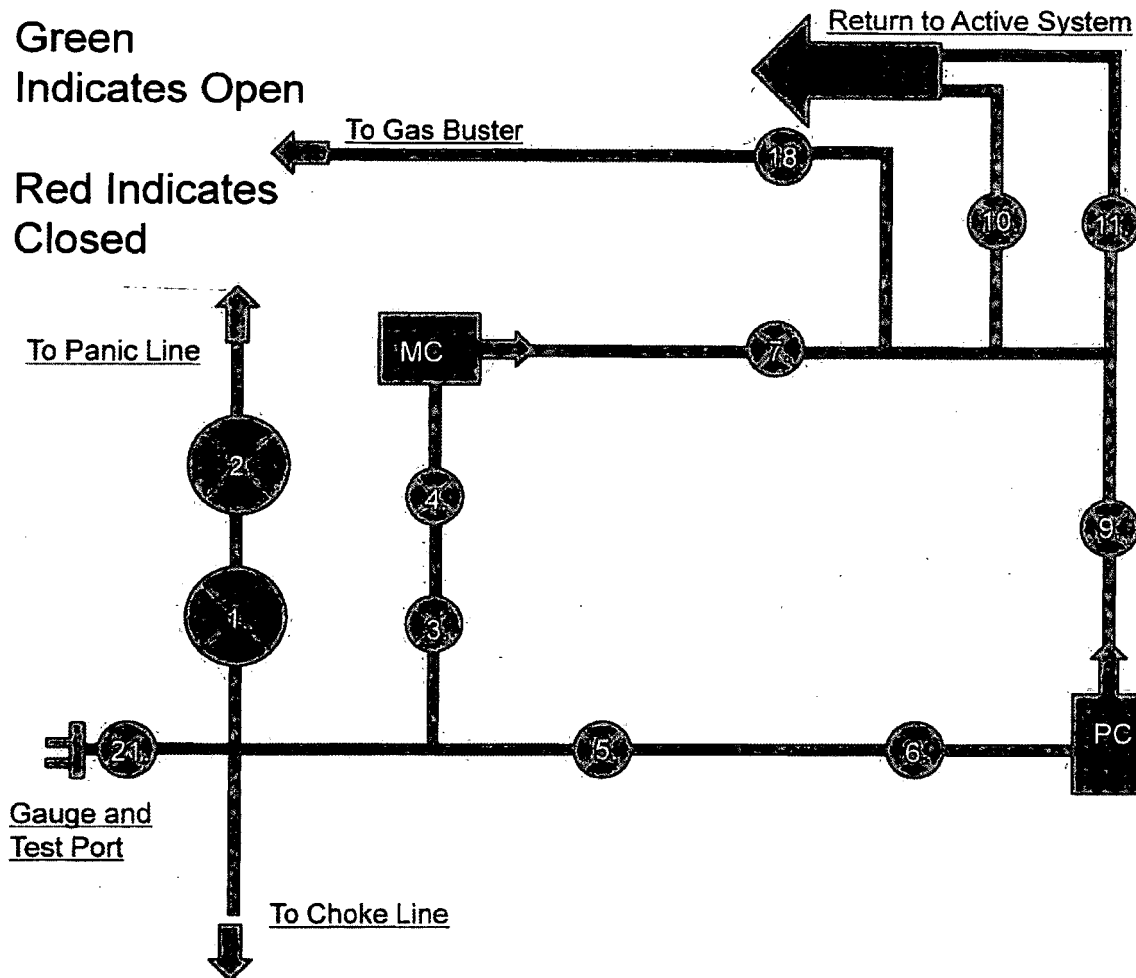 Green
Indicates Open
Return to Active System
To Gas Buster
18
Red Indicates
Closed
10
11
To Panic Line
MC
7
2
4
9
1
3
21
5
6
PC
Gauge and
Test Port
To Choke Line